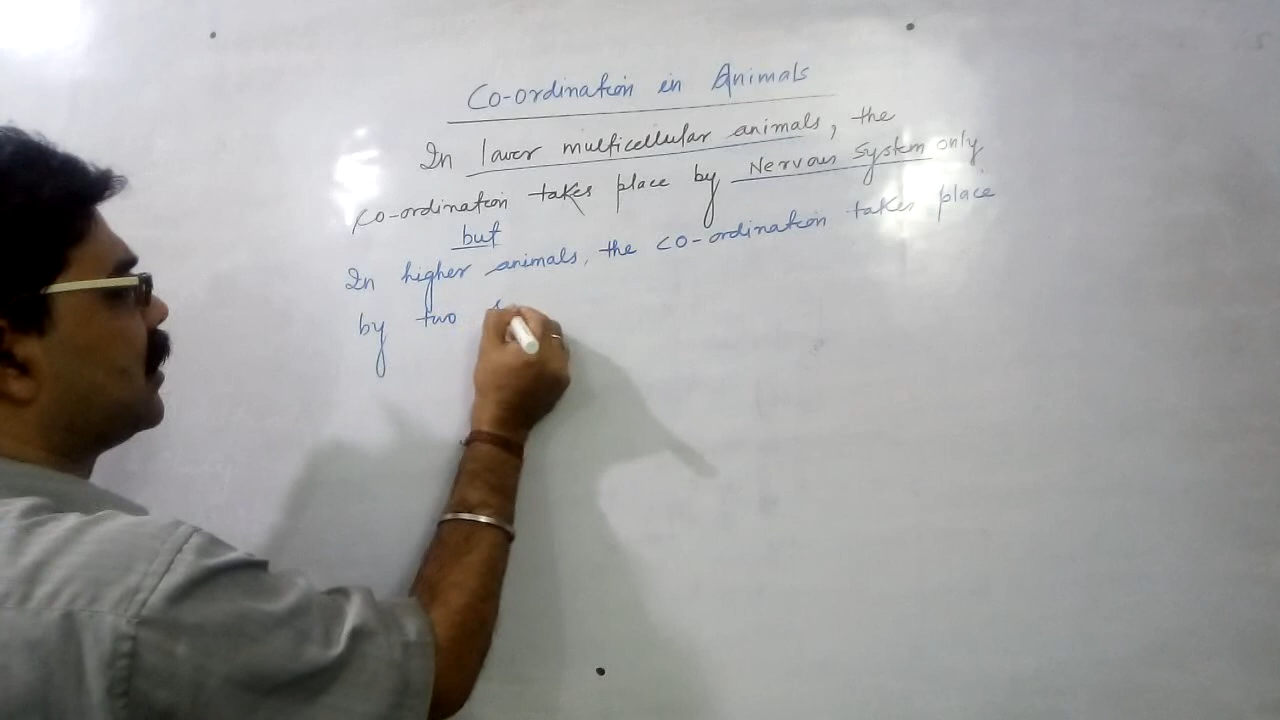 Co-ordination in Animals
In lower multicellular animals, the
co-ordination takes place by Nervous System only.
but
In higher animals, the co-ordination takes place
by two